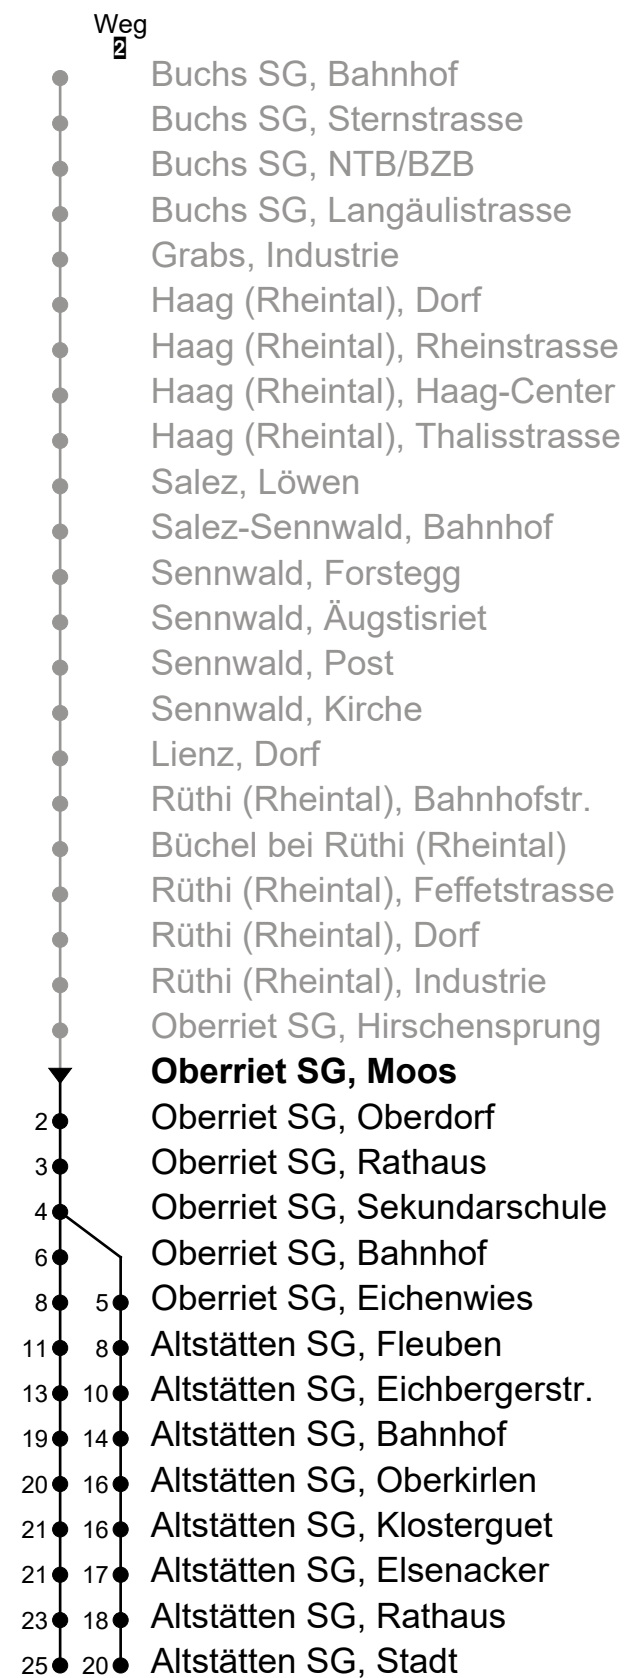 Weg
2
Buchs SG, Bahnhof
Buchs SG, Sternstrasse
Buchs SG, NTB/BZB
Buchs SG, Langäulistrasse
Grabs, Industrie
Haag (Rheintal), Dorf
Haag (Rheintal), Rheinstrasse
Haag (Rheintal), Haag-Center
Haag (Rheintal), Thalisstrasse
Salez, Löwen
Salez-Sennwald, Bahnhof
Sennwald, Forstegg
Sennwald, Äugstisriet
Sennwald, Post
Sennwald, Kirche
Lienz, Dorf
Rüthi (Rheintal), Bahnhofstr.
Büchel bei Rüthi (Rheintal)
Rüthi (Rheintal), Feffetstrasse
Rüthi (Rheintal), Dorf
Rüthi (Rheintal), Industrie
Oberriet SG, Hirschensprung
Oberriet SG, Moos
2 Oberriet SG, Oberdorf
3 Oberriet SG, Rathaus
4 Oberriet SG, Sekundarschule
6 Oberriet SG, Bahnhof
8 5 Oberriet SG, Eichenwies
11 8 Altstätten SG, Fleuben
13 10 Altstätten SG, Eichbergerstr.
19 14 Altstätten SG, Bahnhof
20 16 Altstätten SG, Oberkirlen
21 16 Altstätten SG, Klosterguet
21 17 Altstätten SG, Elsenacker
23 18 Altstätten SG, Rathaus
25 20 Altstätten SG, Stadt